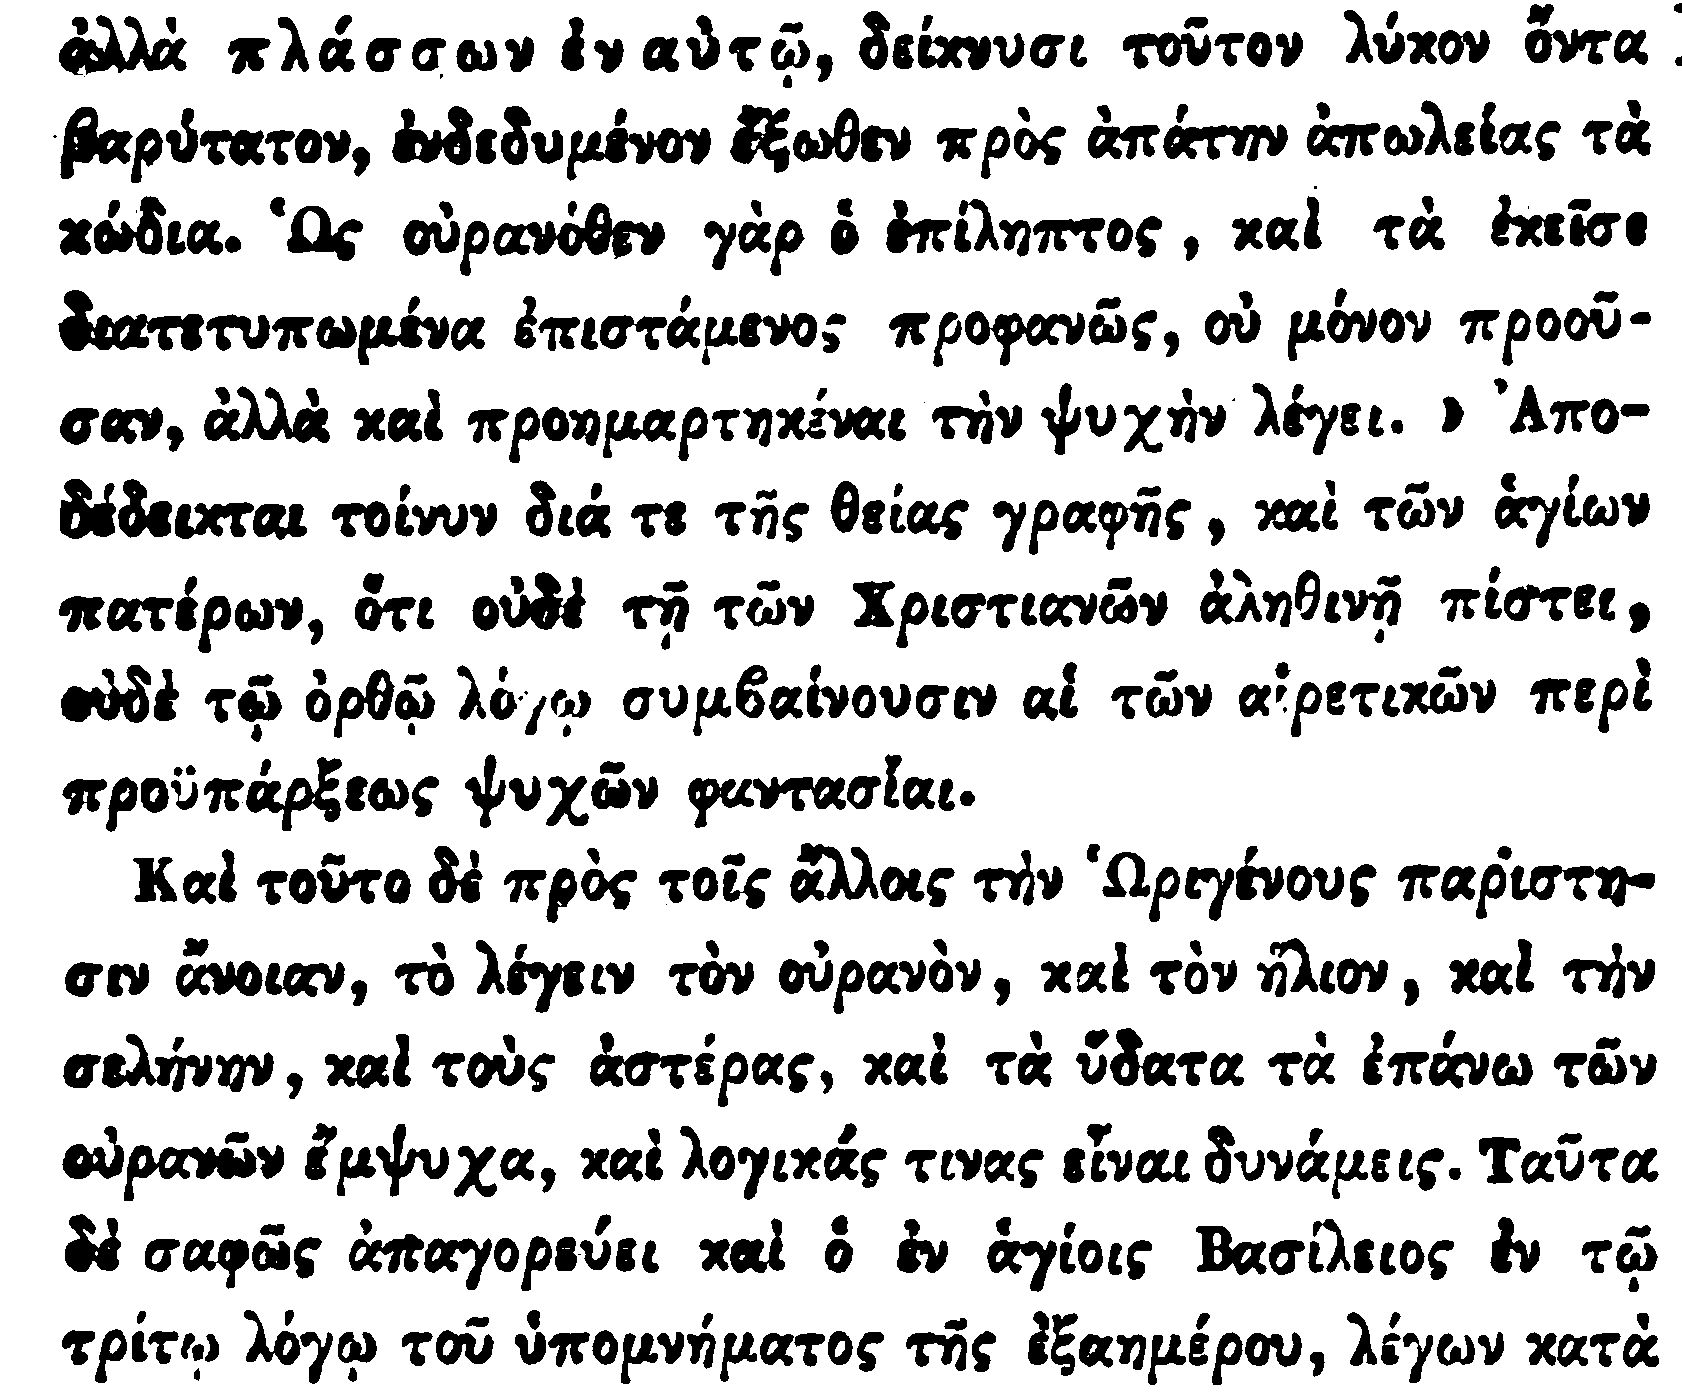 ἀλλὰ πλάσσων ἐν αὐτῷ, δείκνυσι τοῦτον λύκον ὄντα
βαρύτατον, ἐνδεδυμένον ἔξωθεν πρὸς ἀπάτην ἀπωλείας τὰ
κώδια. Ὡς οὐρανόθεν γὰρ ὁ ἐπίληπτος, καὶ τὰ ἐκεῖσε
διατετυπωμένα ἐπιστάμενος προφανῶς, οὐ μόνον προοῦ-
σαν, ἀλλὰ καὶ προημαρτηκέναι τὴν ψυχὴν λέγει. » Ἀπο-
δέδεικται τοίνυν διά τε τῆς θείας γραφῆς, καὶ τῶν ἁγίων
πατέρων, ὅτι οὐδὲ τῇ τῶν Χριστιανῶν ἀληθινῇ πίστει,
οὐδὲ τῷ ὀρθῷ λόγῳ συμβαίνουσιν αἱ τῶν αἱρετικῶν περὶ
προϋπάρξεως ψυχῶν φαντασίαι.
Καὶ τοῦτο δὲ πρὸς τοῖς ἄλλοις τὴν Ὡριγένους παρίστη-
σιν ἄνοιαν, τὸ λέγειν τὸν οὐρανὸν, καὶ τὸν ἥλιον, καὶ τὴν
σελήνην, καὶ τοὺς ἀστέρας, καὶ τὰ ὕδατα τὰ ἐπάνω τῶν
οὐρανῶν ἔμψυχα, καὶ λογικάς τινας εἶναι δυνάμεις. Ταῦτα
δὲ σαφῶς ἀπαγορεύει καὶ ὁ ἐν ἁγίοις Βασίλειος ἐν τῷ
τρίτῳ λόγῳ τοῦ ὑπομνήματος τῆς ἑξαημέρου, λέγων κατὰ